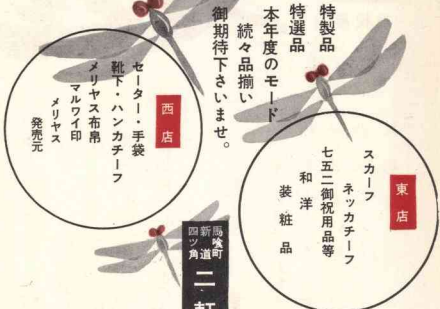 特製品
特選品
本年度のモード
続々品揃い
御期待下さいませ。
東店
スカーフ
ネッカチーフ
七五三御祝用品等
和洋
装粧品
西店
セーター・手袋
靴下・ハンカチーフ
メリヤス布帛
マルワイ印
メリヤス
発売元
馬喰町
新道
四ツ角
二